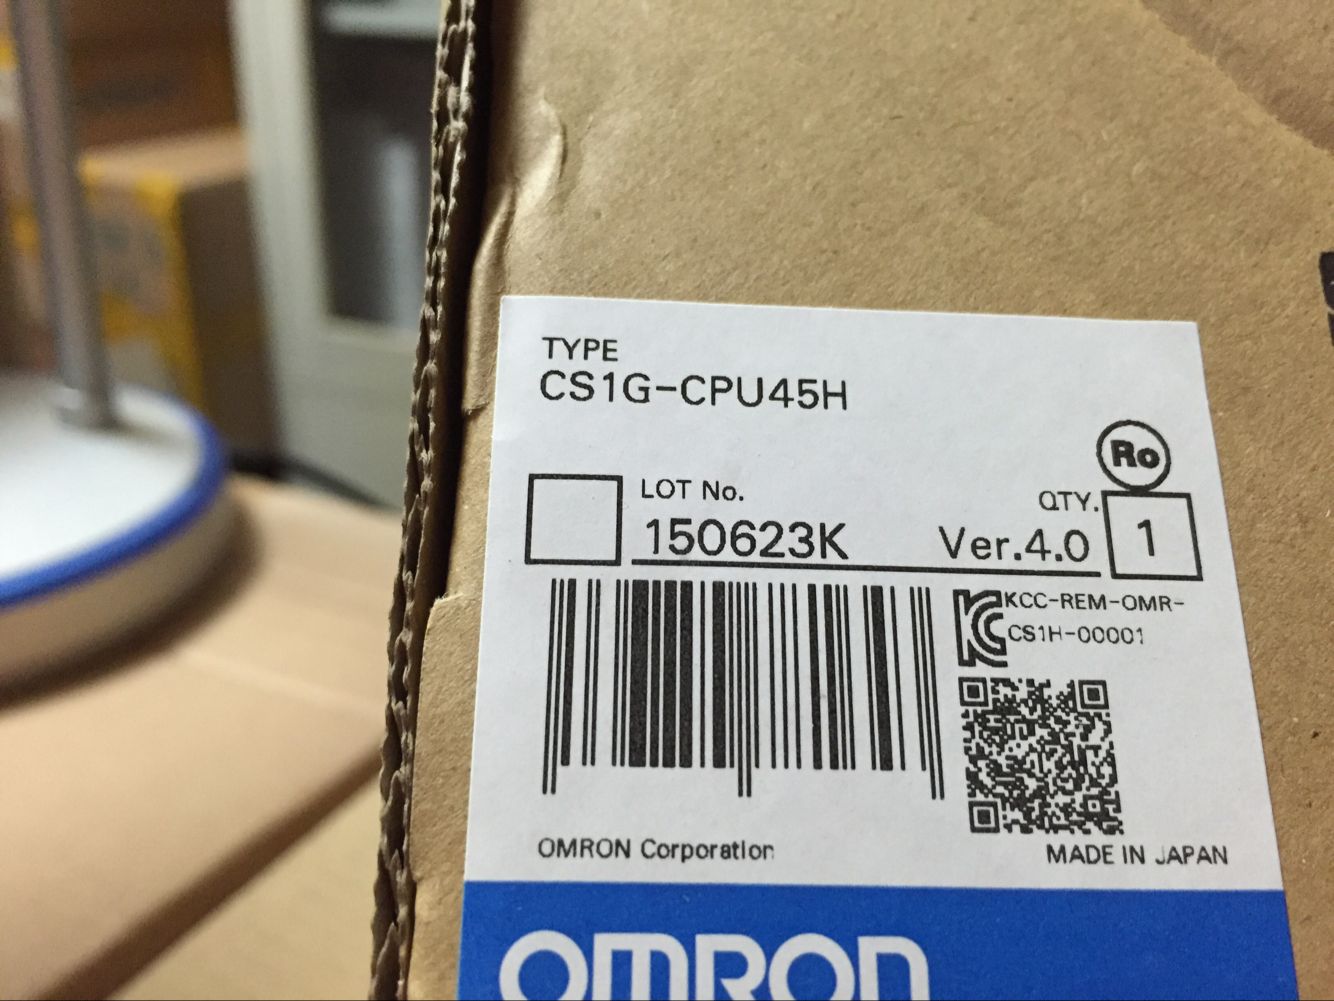 TYPE
CS1G-CPU45H
Ro
LOT No.
QTY.
150623K
Ver.4.0
1
KCC-REM-OMR-
CS1H-00001
OMRON Corporation
MADE IN JAPAN
OMRON